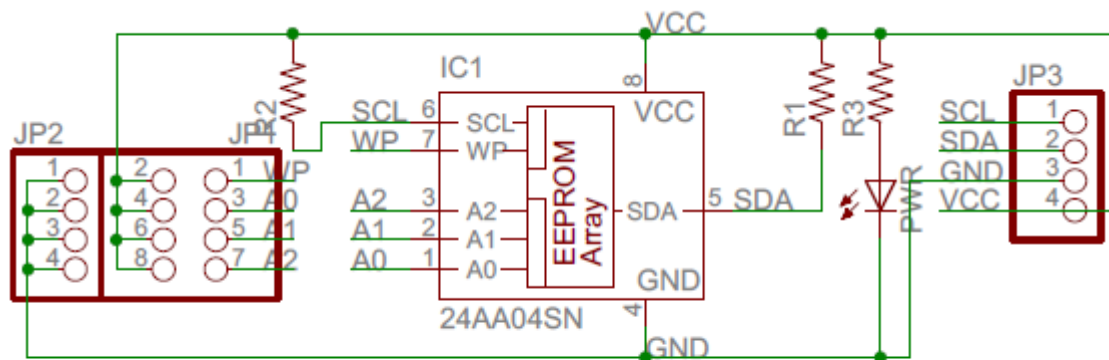 VCC
IC1
8
R2
SCL 6 SCL
VCC
R1
R3
JP3
SCL 1
JP2
JP1
WP 7 WP
SDA 2
1
2
1 WP
GND 3
2
4
3 A0
A2 3 A2
SDA 5 SDA
PWR
VCC 4
3
6
5 A1
A1 2 A1
EEPROM
Array
4
8
7 A2
A0 1 A0
GND
24AA04SN
4
GND